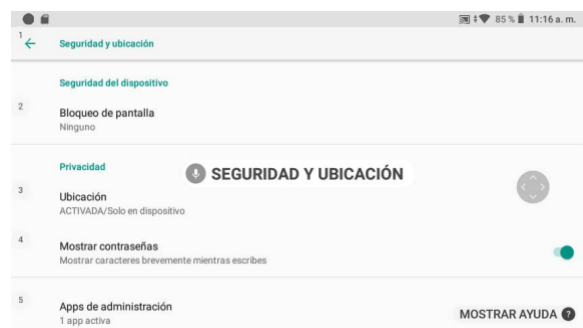 85 % 11:16 a. m.
1
Seguridad y ubicación
Seguridad del dispositivo
2
Bloqueo de pantalla
Ninguno
Privacidad
SEGURIDAD Y UBICACIÓN
3
Ubicación
ACTIVADA/Solo en dispositivo
4
Mostrar contraseñas
Mostrar caracteres brevemente mientras escribes
5
Apps de administración
1 app activa
MOSTRAR AYUDA ?